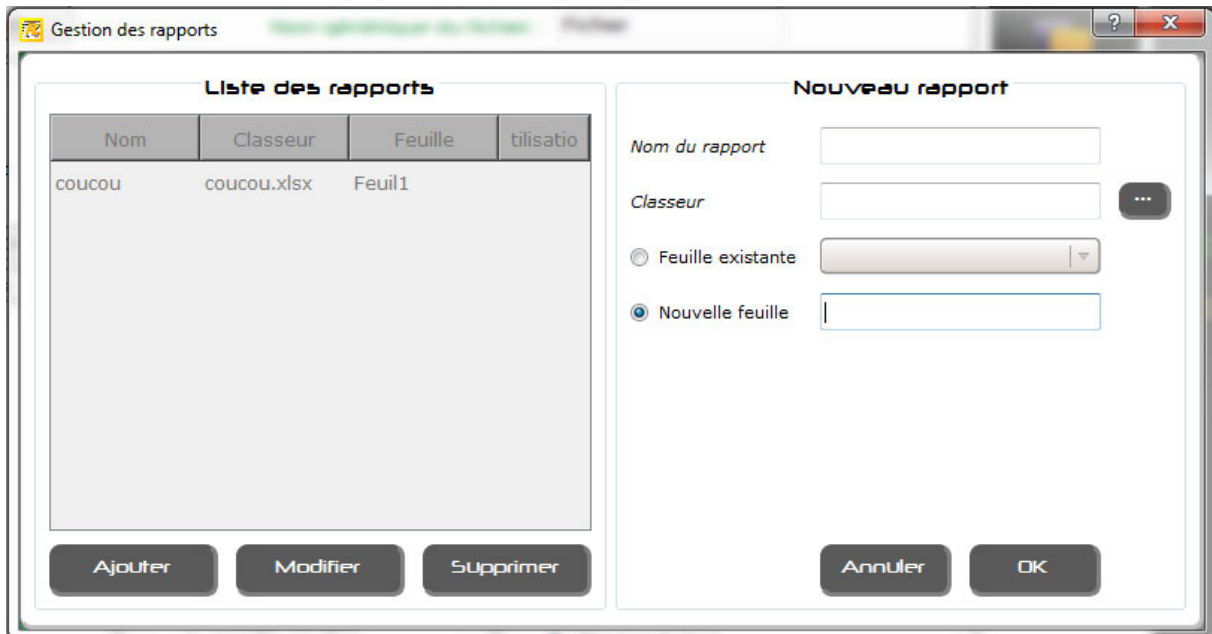 Gestion des rapports
Liste des rapports
Nom Classeur Feuille tilisatio
coucou coucou.xlsx Feuil1
Ajouter Modifier Supprimer
Nouveau rapport
Nom du rapport
Classeur ...
Feuille existante
Nouvelle feuille
Annuler OK